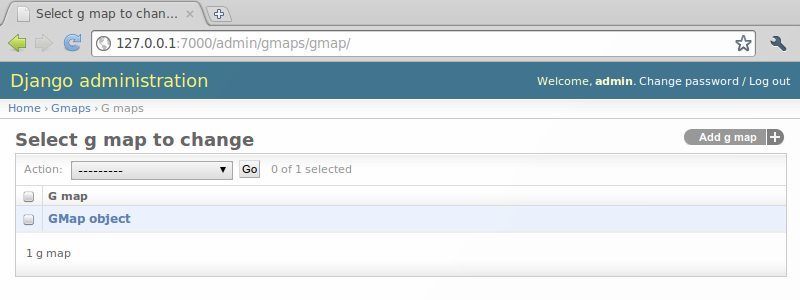 Select g map to chan...
127.0.0.1:7000/admin/gmaps/gmap/
Django administration
Welcome, admin. Change password / Log out
Home › Gmaps › G maps
Select g map to change
Add g map +
Action: --------- Go 0 of 1 selected
G map
GMap object
1 g map